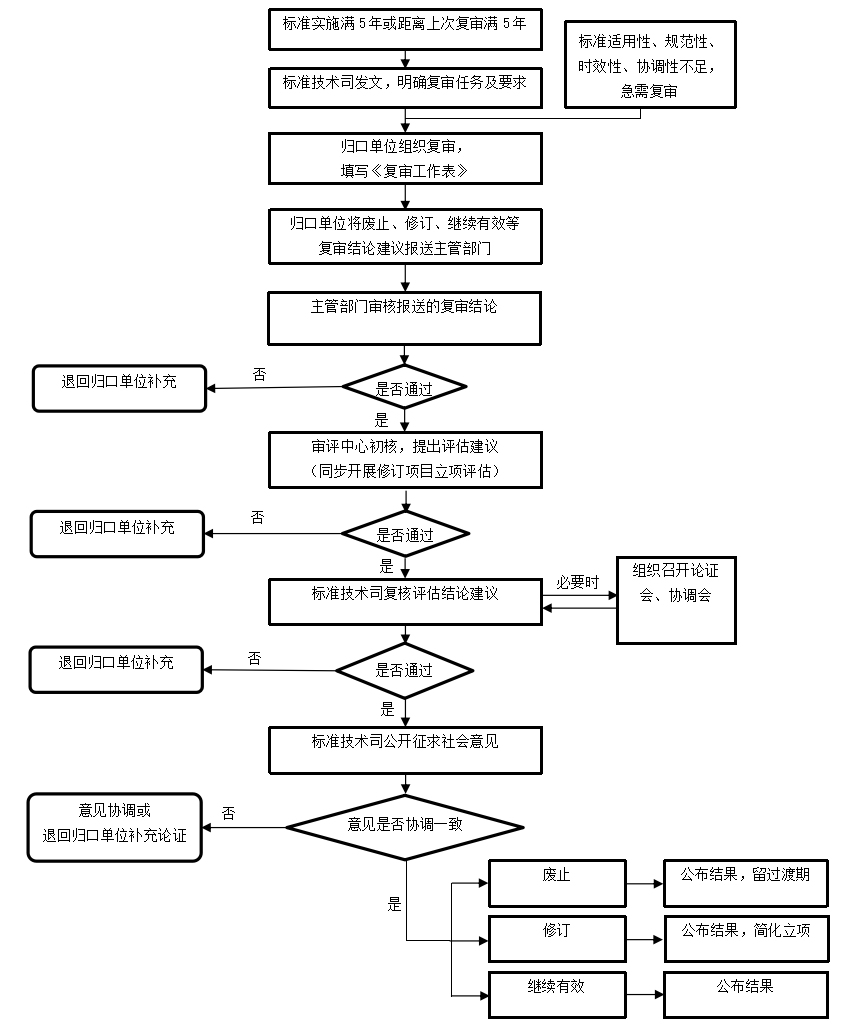 标准实施满5年或距离上次复审满5年
标准适用性、规范性、
时效性、协调性不足，
急需复审
标准技术司发文，明确复审任务及要求
归口单位组织复审，
填写《复审工作表》
归口单位将废止、修订、继续有效等
复审结论建议报送主管部门
主管部门审核报送的复审结论
是否通过
否
退回归口单位补充
是
审评中心初核，提出评估建议
（同步开展修订项目立项评估）
是否通过
否
退回归口单位补充
是
标准技术司复核评估结论建议
必要时
组织召开论证
会、协调会
是否通过
否
退回归口单位补充
是
标准技术司公开征求社会意见
意见是否协调一致
否
意见协调或
退回归口单位补充论证
是
废止
公布结果，留过渡期
修订
公布结果，简化立项
继续有效
公布结果